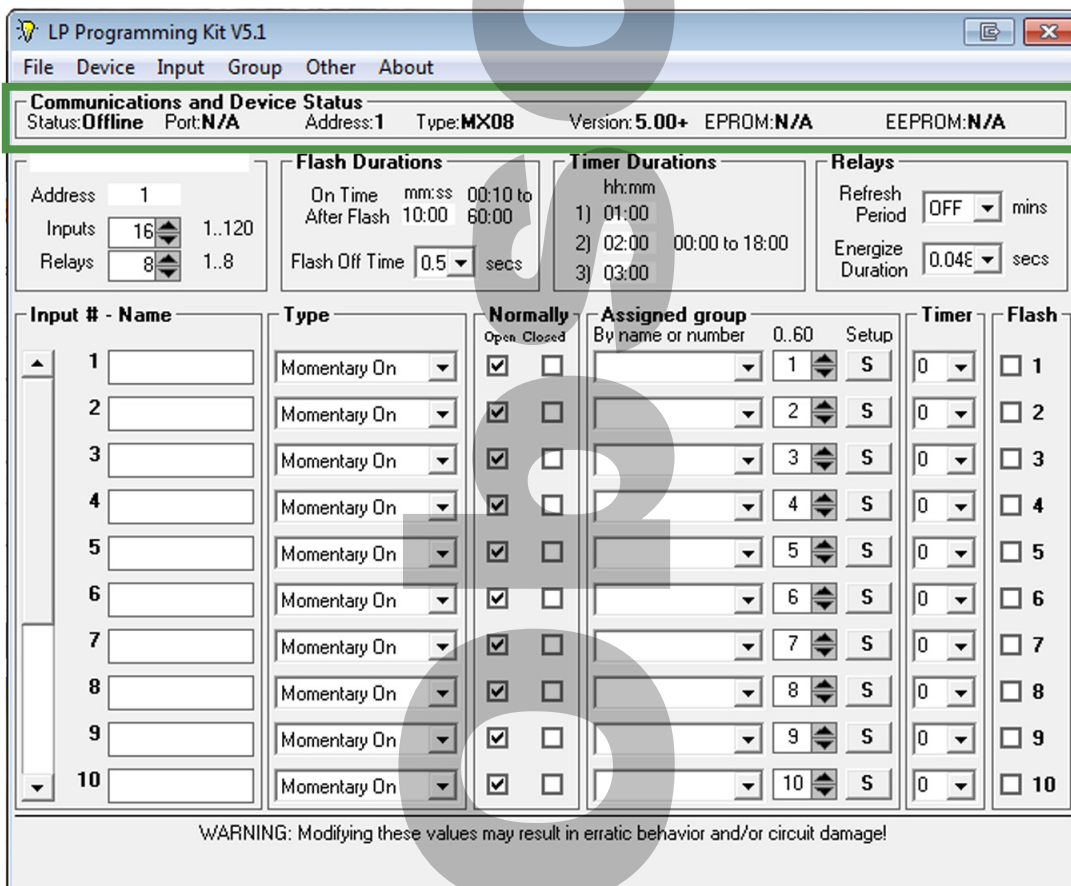 LP Programming Kit V5.1
File Device Input Group Other About
Communications and Device Status
Status:Offline Port:N/A Address:1 Type:MX08 Version:5.00+ EPROM:N/A EEPROM:N/A
Flash Durations Timer Durations Relays
Address 1
Inputs 16 1..120
Relays 8 1..8
On Time mm:ss 00:10 to
After Flash 10:00 60:00
Flash Off Time 0.5 secs
hh:mm
1) 01:00
2) 02:00 00:00 to 18:00
3) 03:00
Refresh
Period OFF mins
Energize
Duration 0.048 secs
Input # - Name Type Normally Assigned group Timer Flash
Open Closed By name or number 0..60 Setup
1 Momentary On 1 S 0 1
2 Momentary On 2 S 0 2
3 Momentary On 3 S 0 3
4 Momentary On 4 S 0 4
5 Momentary On 5 S 0 5
6 Momentary On 6 S 0 6
7 Momentary On 7 S 0 7
8 Momentary On 8 S 0 8
9 Momentary On 9 S 0 9
10 Momentary On 10 S 0 10
WARNING: Modifying these values may result in erratic behavior and/or circuit damage!